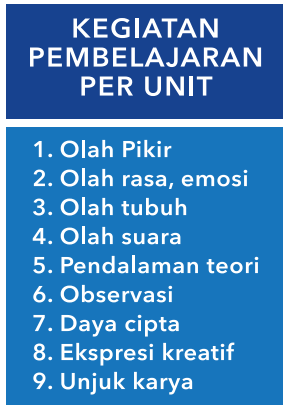 KEGIATAN
PEMBELAJARAN
PER UNIT
1. Olah Pikir
2. Olah rasa, emosi
3. Olah tubuh
4. Olah suara
5. Pendalaman teori
6. Observasi
7. Daya cipta
8. Ekspresi kreatif
9. Unjuk karya